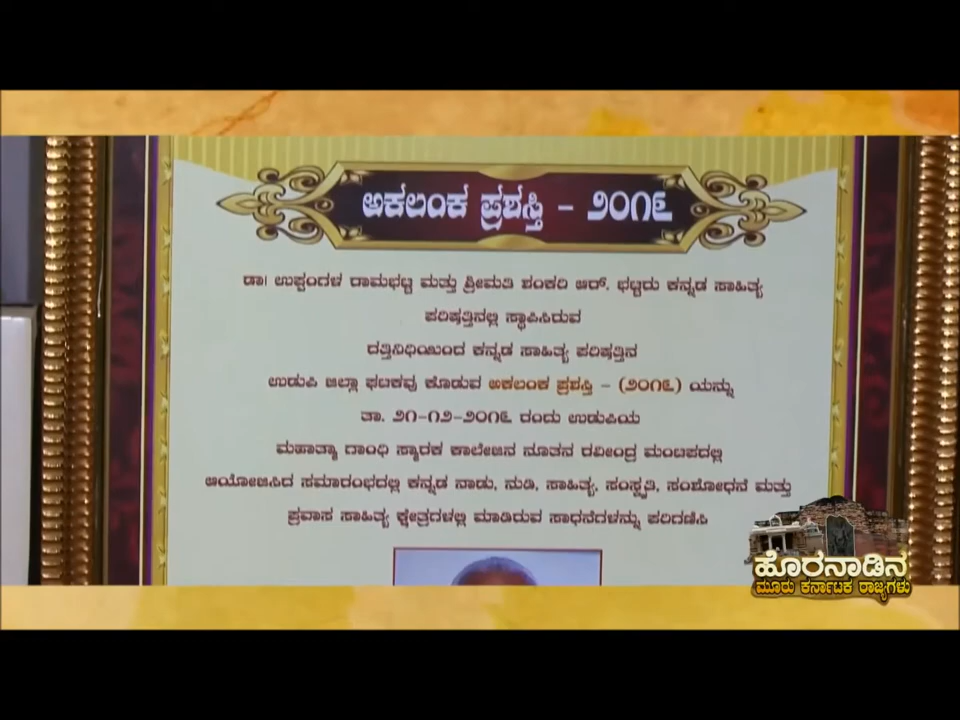 ಅಕಲಂಕ ಪ್ರಶಸ್ತಿ - ೨೦೧೬
ಡಾ| ಉಪ್ಪಂಗಳ ರಾಮಭಟ್ಟ ಮತ್ತು ಶ್ರೀಮತಿ ಶಂಕರಿ ಆರ್. ಭಟ್ಟರು ಕನ್ನಡ ಸಾಹಿತ್ಯ
ಪರಿಷತ್ತಿನಲ್ಲಿ ಸ್ಥಾಪಿಸಿರುವ
ದತ್ತಿನಿಧಿಯಿಂದ ಕನ್ನಡ ಸಾಹಿತ್ಯ ಪರಿಷತ್ತಿನ
ಉಡುಪಿ ಜಿಲ್ಲಾ ಘಟಕವು ಕೊಡುವ ಅಕಲಂಕ ಪ್ರಶಸ್ತಿ - (೨೦೧೬) ಯನ್ನು
ತಾ. ೨೧-೧೨-೨೦೧೬ ರಂದು ಉಡುಪಿಯ
ಮಹಾತ್ಮಾ ಗಾಂಧಿ ಸ್ಮಾರಕ ಕಾಲೇಜಿನ ನೂತನ ರವೀಂದ್ರ ಮಂಟಪದಲ್ಲಿ
ಆಯೋಜಿಸಿದ ಸಮಾರಂಭದಲ್ಲಿ ಕನ್ನಡ ನಾಡು, ನುಡಿ, ಸಾಹಿತ್ಯ, ಸಂಸ್ಕೃತಿ, ಸಂಶೋಧನೆ ಮತ್ತು
ಪ್ರವಾಸ ಸಾಹಿತ್ಯ ಕ್ಷೇತ್ರಗಳಲ್ಲಿ ಮಾಡಿರುವ ಸಾಧನೆಗಳನ್ನು ಪರಿಗಣಿಸಿ
ಹೊರನಾಡಿನ
ಮೂರು ಕರ್ನಾಟಕ ರಾಜ್ಯಗಳು